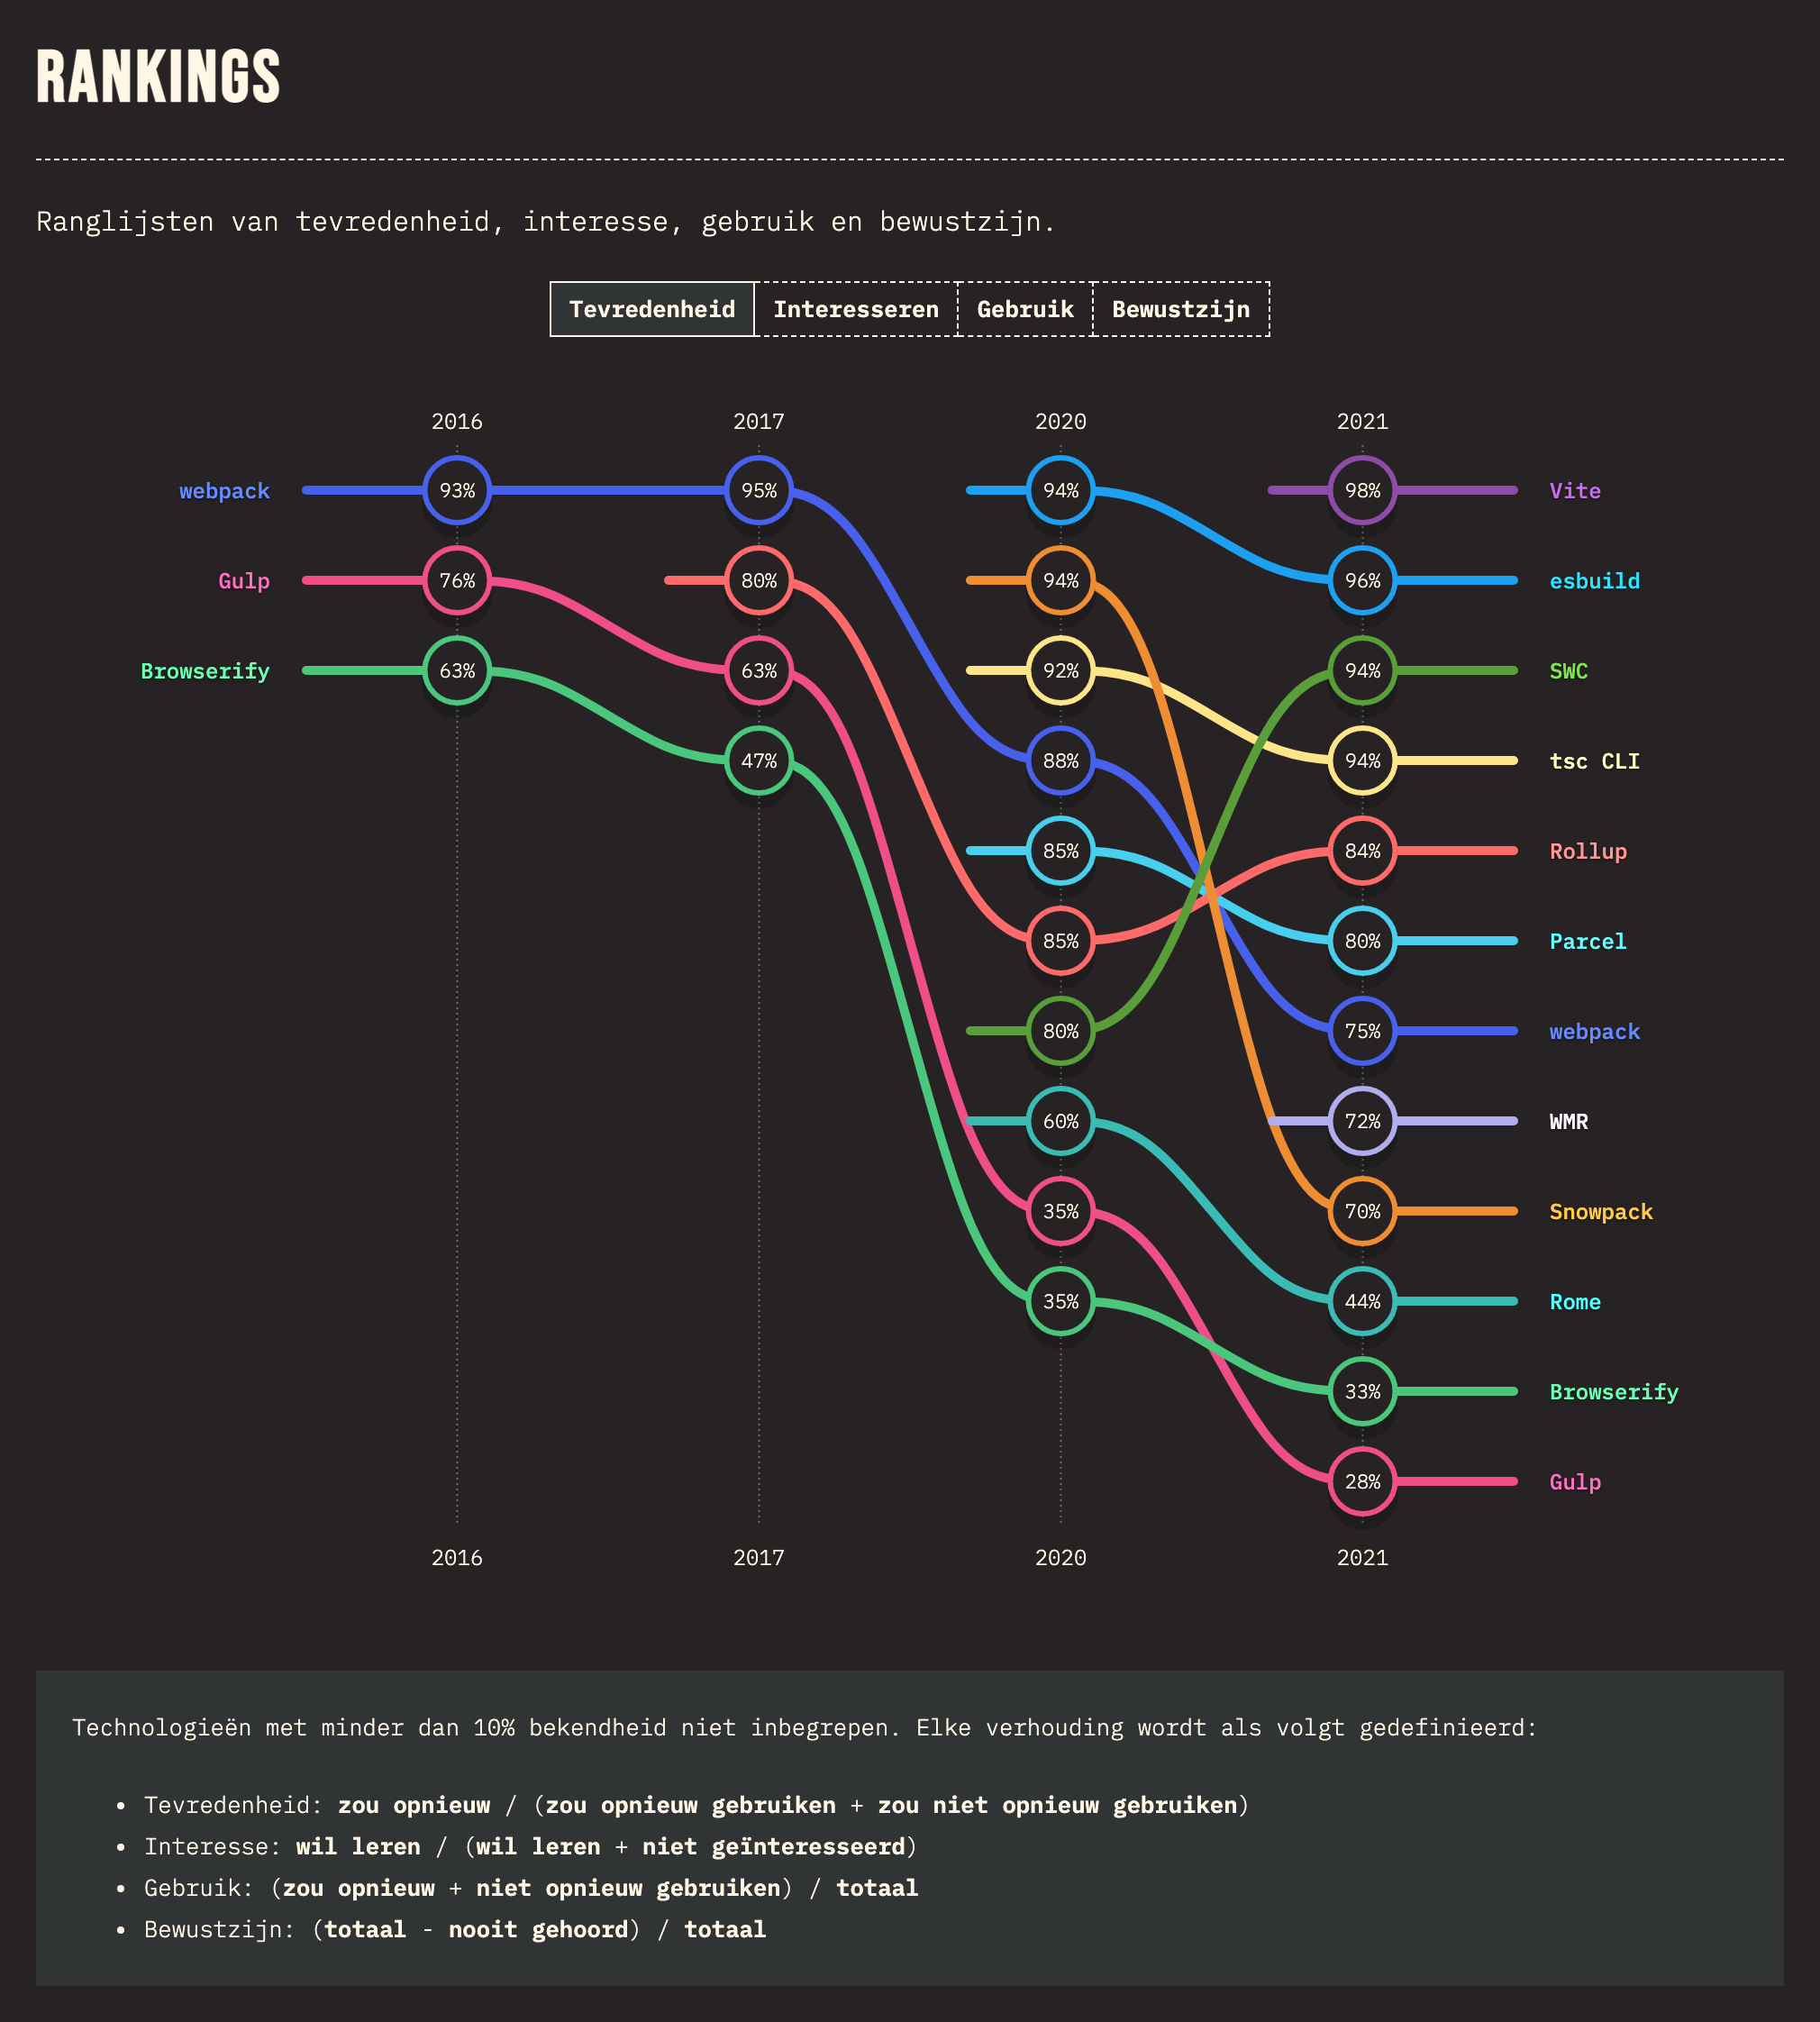 RANKINGS
Ranglijsten van tevredenheid, interesse, gebruik en bewustzijn.
Tevredenheid Interesseren Gebruik Bewustzijn
2016 2017 2020 2021
webpack 93% 95% 94% 98% Vite
Gulp 76% 80% 94% 96% esbuild
Browserify 63% 63% 92% 94% SWC
47% 88% 94% tsc CLI
85% 84% Rollup
85% 80% Parcel
80% 75% webpack
60% 72% WMR
35% 70% Snowpack
35% 44% Rome
33% Browserify
28% Gulp
2016 2017 2020 2021
Technologieën met minder dan 10% bekendheid niet inbegrepen. Elke verhouding wordt als volgt gedefinieerd:
• Tevredenheid: zou opnieuw / (zou opnieuw gebruiken + zou niet opnieuw gebruiken)
• Interesse: wil leren / (wil leren + niet geïnteresseerd)
• Gebruik: (zou opnieuw + niet opnieuw gebruiken) / totaal
• Bewustzijn: (totaal - nooit gehoord) / totaal